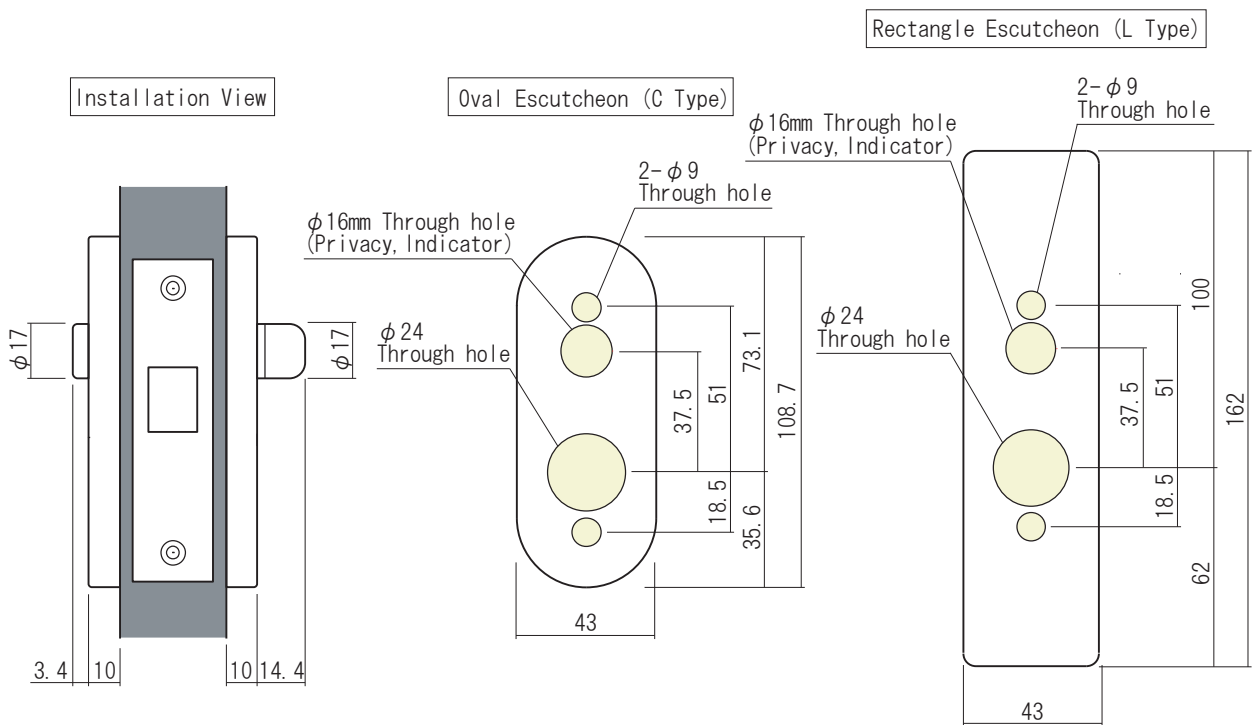 Rectangle Escutcheon (L Type)
Installation View
Oval Escutcheon (C Type)
2-φ9
Through hole
φ16mm Through hole
(Privacy, Indicator)
2-φ9
Through hole
φ16mm Through hole
(Privacy, Indicator)
φ24
Through hole
φ24
Through hole
φ17
φ17
37.5
51
18.5
73.1
35.6
108.7
43
37.5
51
18.5
100
62
162
43
3.4
10
10
14.4